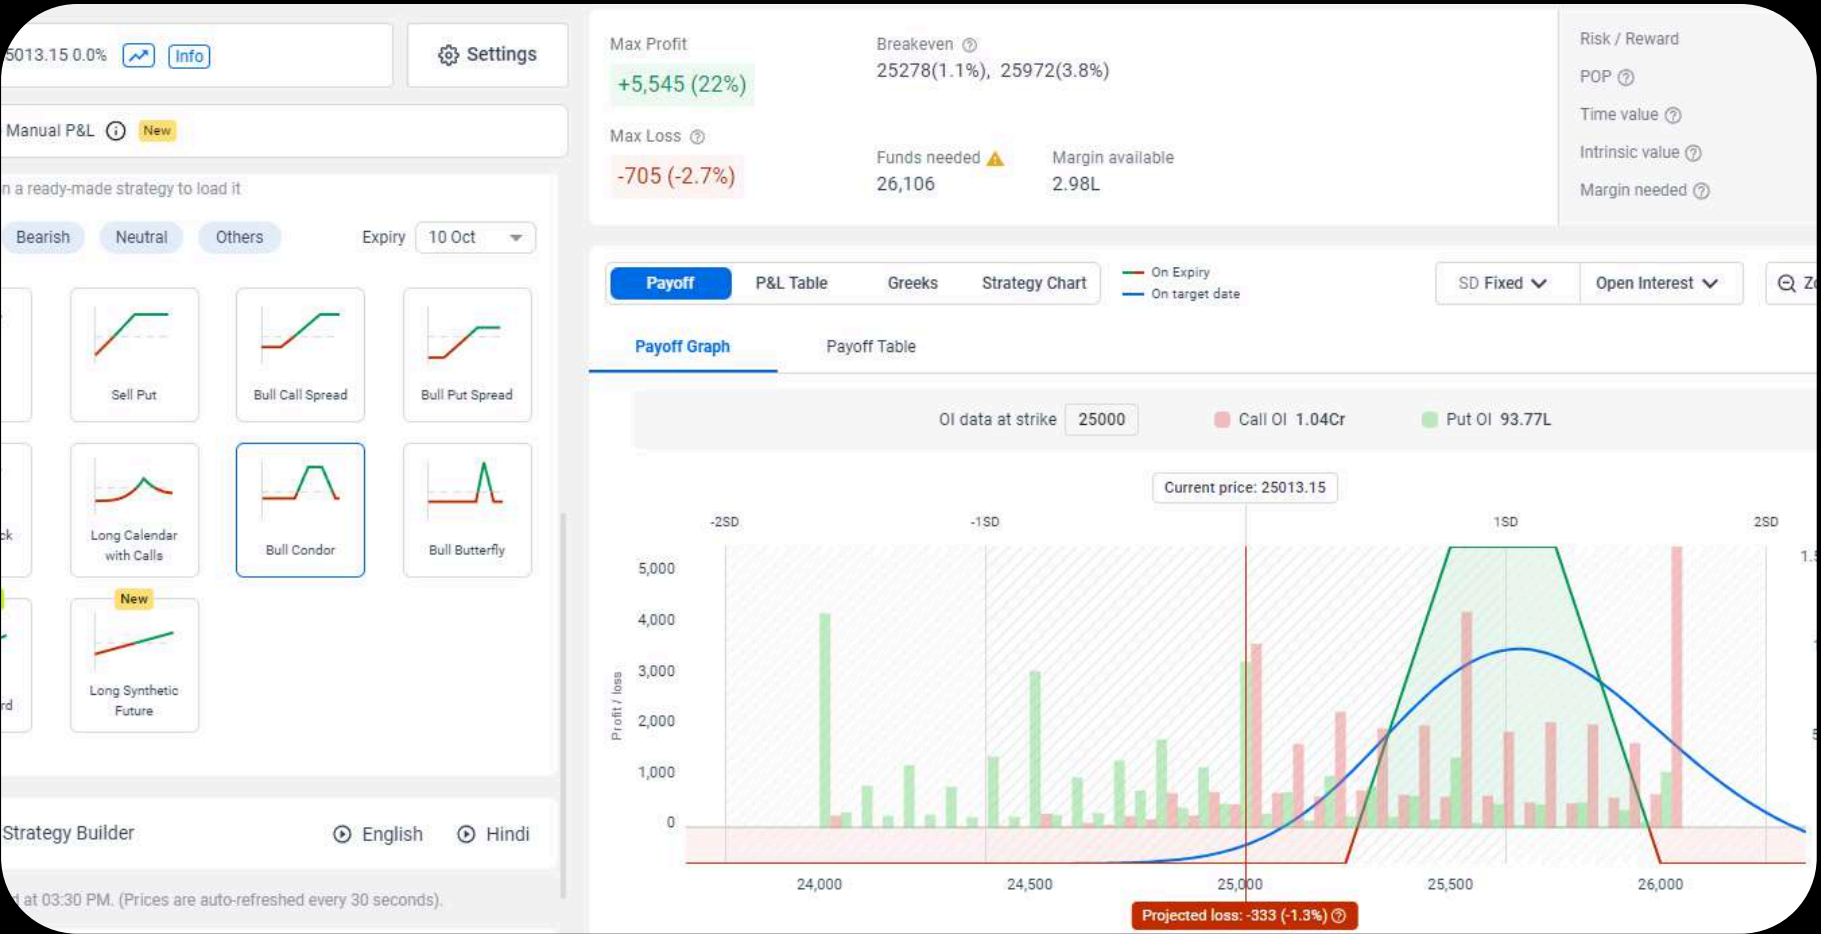 5013.15 0.0%
Info
Settings
Manual P&L
New
n a ready-made strategy to load it
Bearish
Neutral
Others
Expiry
10 Oct
Sell Put
Bull Call Spread
Bull Put Spread
ck
Long Calendar
with Calls
Bull Condor
Bull Butterfly
New
rd
Long Synthetic
Future
Strategy Builder
English
Hindi
d at 03:30 PM. (Prices are auto-refreshed every 30 seconds).
Max Profit
+5,545 (22%)
Max Loss
-705 (-2.7%)
Breakeven
25278(1.1%), 25972(3.8%)
Funds needed
26,106
Margin available
2.98L
Risk / Reward
POP
Time value
Intrinsic value
Margin needed
Payoff
P&L Table
Greeks
Strategy Chart
On Expiry
On target date
SD Fixed
Open Interest
Payoff Graph
Payoff Table
OI data at strike 25000
Call OI 1.04Cr
Put OI 93.77L
Current price: 25013.15
-2SD
-1SD
1SD
2SD
Profit / loss
5,000
4,000
3,000
2,000
1,000
0
24,000
24,500
25,000
25,500
26,000
Projected loss: -333 (-1.3%)